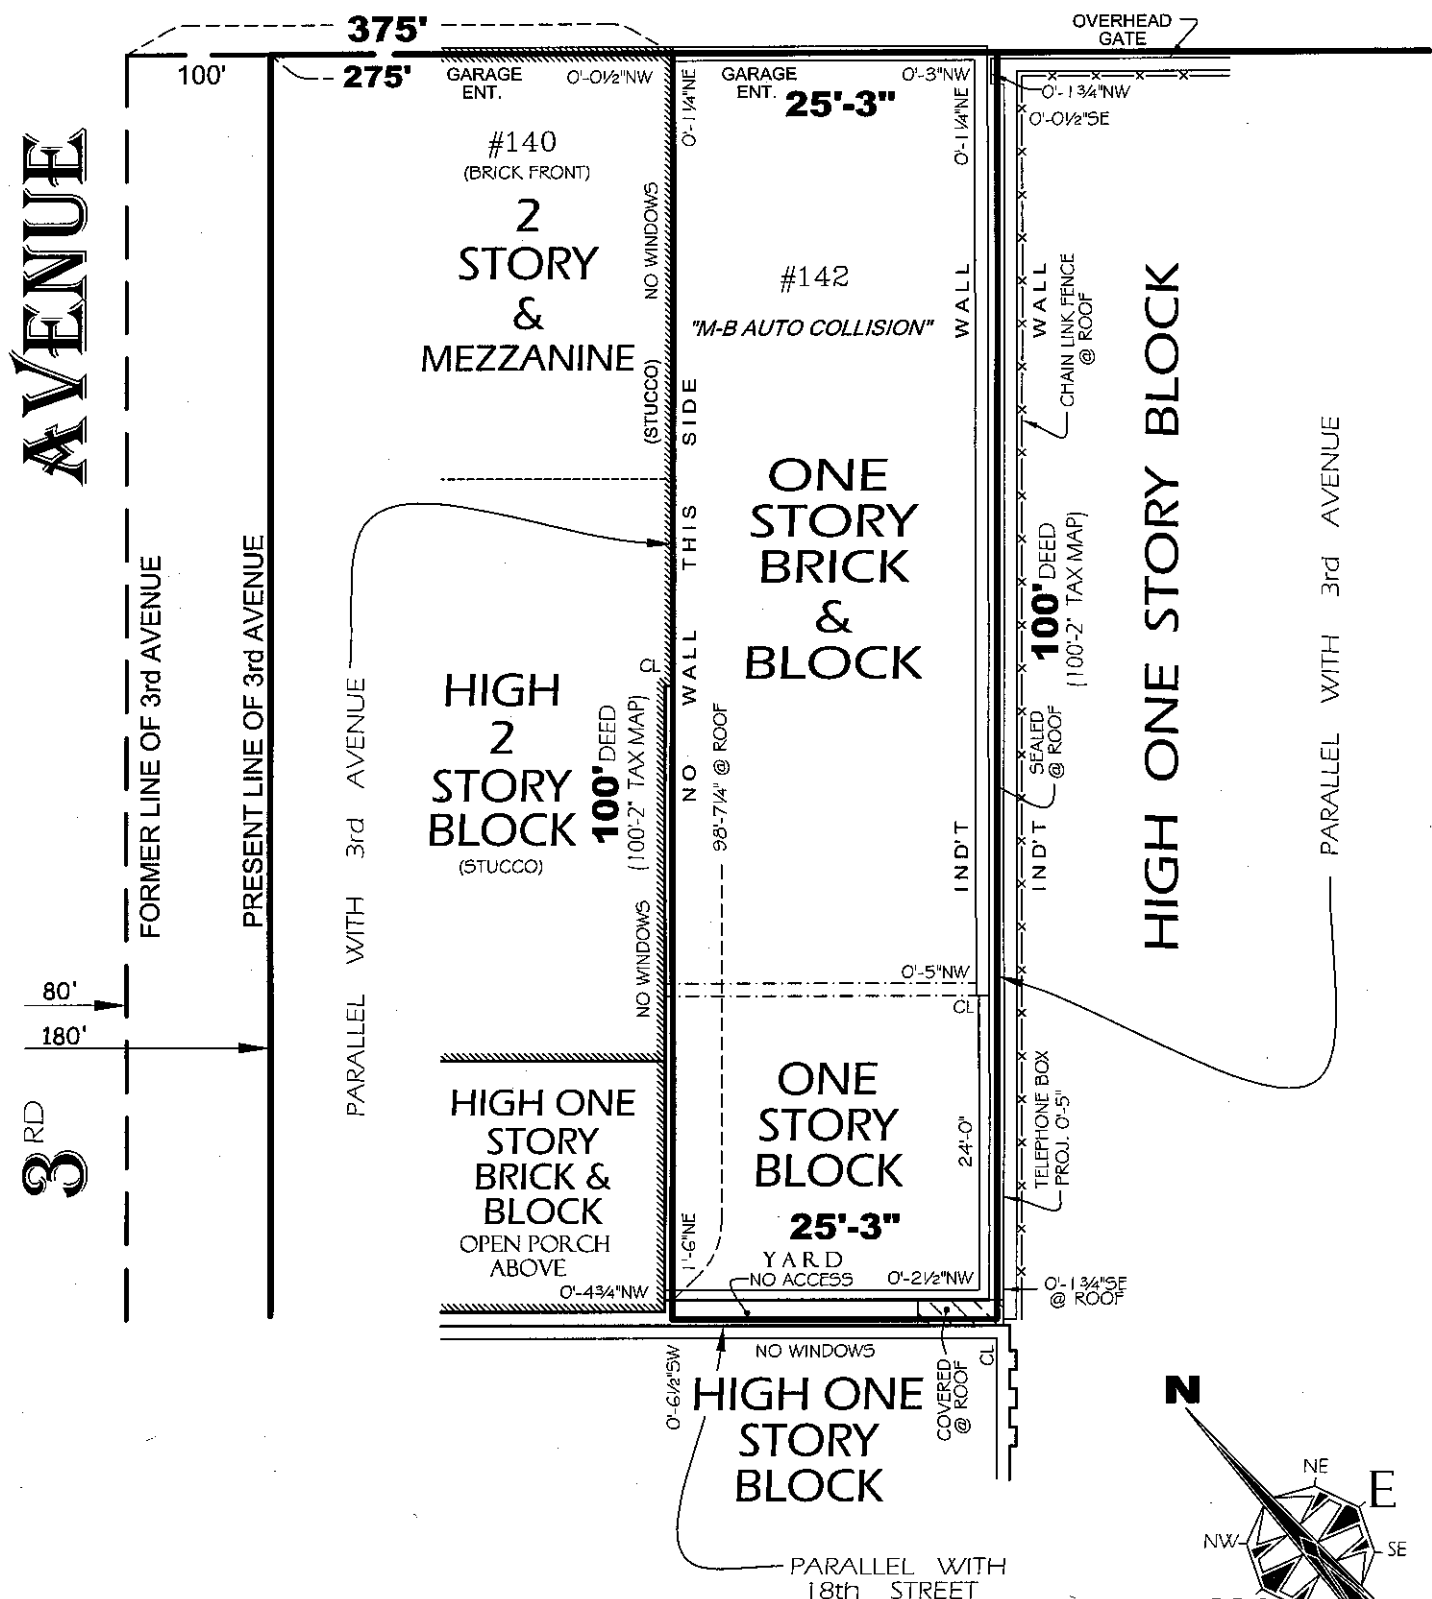 375'
OVERHEAD
GATE
100'
275'
GARAGE
ENT.
0'-0½"NW
0'-1¼"NE
GARAGE
ENT.
25'-3"
0'-3"NW
0'-1¼"NE
0'-1¾"NW
0'-0½"SE
#140
(BRICK FRONT)
2
STORY
&
MEZZANINE
NO WINDOWS
(STUCCO)
#142
"M-B AUTO COLLISION"
IND'T WALL
IND'T WALL
CHAIN LINK FENCE
@ ROOF
HIGH ONE STORY BLOCK
3RD AVENUE
FORMER LINE OF 3rd AVENUE
PRESENT LINE OF 3rd AVENUE
PARALLEL WITH 3rd AVENUE
NO WALL THIS SIDE
ONE
STORY
BRICK
&
BLOCK
100' DEED
(100'-2" TAX MAP)
PARALLEL WITH 3rd AVENUE
CL
HIGH
2
STORY
BLOCK
(STUCCO)
100' DEED
(100'-2" TAX MAP)
98'-7¼" @ ROOF
SEALED
@ ROOF
NO WINDOWS
0'-5"NW
CL
80'
180'
HIGH ONE
STORY
BRICK &
BLOCK
OPEN PORCH
ABOVE
0'-4¾"NW
ONE
STORY
BLOCK
24'-0"
25'-3"
1'-6"NE
YARD
NO ACCESS
0'-2½"NW
TELEPHONE BOX
PROJ. 0'-5"
0'-1¾"SE
@ ROOF
0'-6½"SW
NO WINDOWS
CL
COVERED
@ ROOF
HIGH ONE
STORY
BLOCK
PARALLEL WITH
18th STREET
N
NE
E
NW
SE